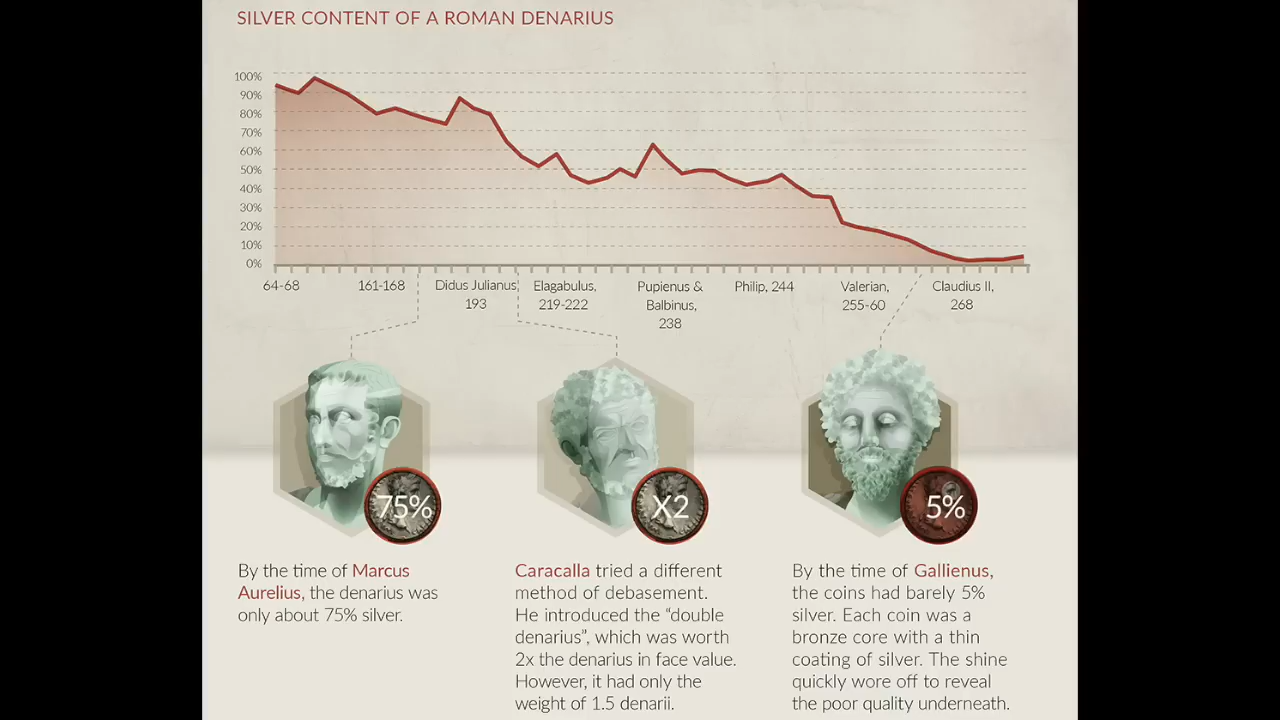 SILVER CONTENT OF A ROMAN DENARIUS
100%
90%
80%
70%
60%
50%
40%
30%
20%
10%
0%
64-68
161-168
Didus Julianus,
193
Elagabulus,
219-222
Pupienus &
Balbinus,
238
Philip, 244
Valerian,
255-60
Claudius II,
268
75%
X2
5%
By the time of Marcus
Aurelius, the denarius was
only about 75% silver.
Caracalla tried a different
method of debasement.
He introduced the “double
denarius”, which was worth
2x the denarius in face value.
However, it had only the
weight of 1.5 denarii.
By the time of Gallienus,
the coins had barely 5%
silver. Each coin was a
bronze core with a thin
coating of silver. The shine
quickly wore off to reveal
the poor quality underneath.